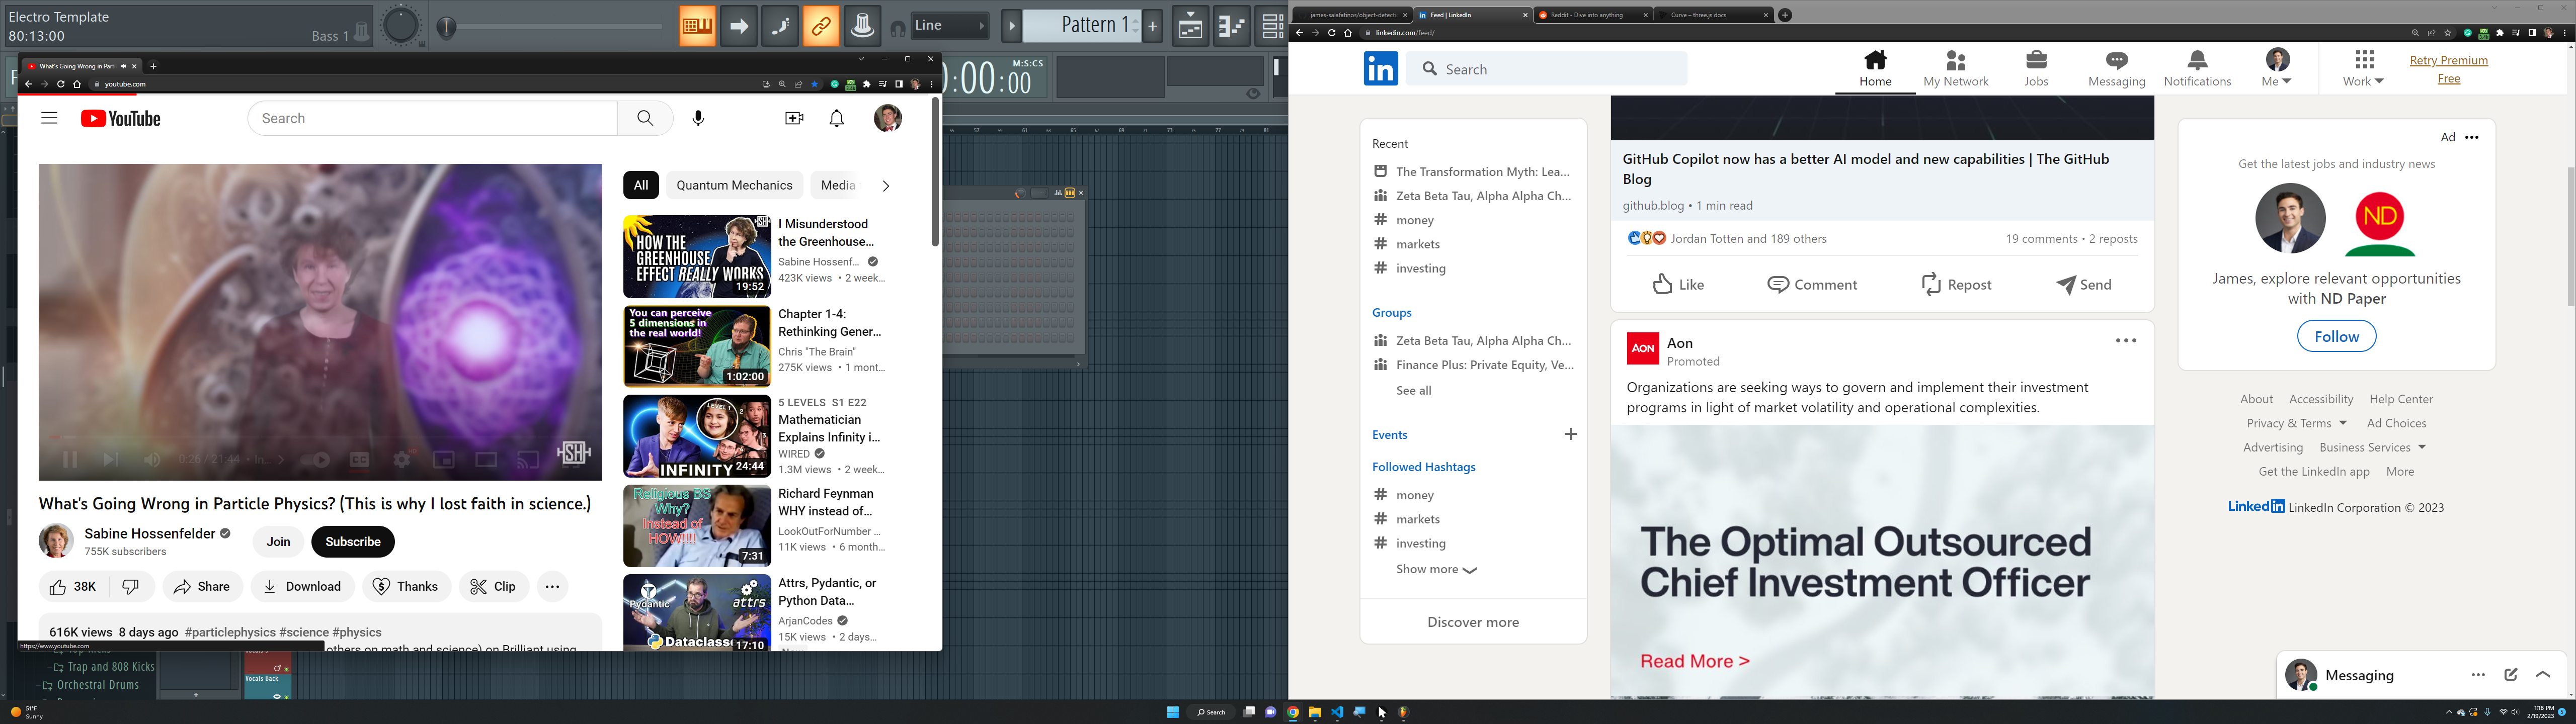 Electro Template
80:13:00
Bass 1
Line
Pattern 1
M:S:CS
:00:00
What's Going Wrong in Partic
youtube.com
YouTube
Search
All
Quantum Mechanics
Media
I Misunderstood
the Greenhouse...
Sabine Hossenf...
423K views • 2 week...
HOW THE
GREENHOUSE
EFFECT REALLY WORKS
19:52
You can perceive
5 dimensions in
the real world!
1:02:00
Chapter 1-4:
Rethinking Gener...
Chris "The Brain"
275K views • 1 mont...
INFINITY
24:44
5 LEVELS S1 E22
Mathematician
Explains Infinity i...
WIRED
1.3M views • 2 week...
Religious BS
Why?
Instead of
HOW!!!!
7:31
Richard Feynman
WHY instead of...
LookOutForNumber ...
11K views • 6 month...
Pydantic
attrs
Dataclass
17:10
Attrs, Pydantic, or
Python Data...
ArjanCodes
15K views • 2 days...
0:26 / 21:44 • In...
SH
What's Going Wrong in Particle Physics? (This is why I lost faith in science.)
Sabine Hossenfelder
755K subscribers
Join
Subscribe
38K
Share
Download
Thanks
Clip
616K views 8 days ago #particlephysics #science #physics
others on math and science) on Brilliant using
https://www.youtube.com
Trap and 808 Kicks
Orchestral Drums
Vocals Back
james-salafatinos/object-detecti
Feed | LinkedIn
Reddit - Dive into anything
Curve – three.js docs
linkedin.com/feed/
in
Search
Home
My Network
Jobs
Messaging
Notifications
Me
Work
Retry Premium
Free
Recent
The Transformation Myth: Lea...
Zeta Beta Tau, Alpha Alpha Ch...
# money
# markets
# investing
Groups
Zeta Beta Tau, Alpha Alpha Ch...
Finance Plus: Private Equity, Ve...
See all
Events
Followed Hashtags
# money
# markets
# investing
Show more
Discover more
GitHub Copilot now has a better AI model and new capabilities | The GitHub
Blog
github.blog • 1 min read
Jordan Totten and 189 others
19 comments • 2 reposts
Like
Comment
Repost
Send
AON
Aon
Promoted
Organizations are seeking ways to govern and implement their investment
programs in light of market volatility and operational complexities.
The Optimal Outsourced
Chief Investment Officer
Read More >
Ad
Get the latest jobs and industry news
ND
James, explore relevant opportunities
with ND Paper
Follow
About Accessibility Help Center
Privacy & Terms Ad Choices
Advertising Business Services
Get the LinkedIn app More
LinkedIn LinkedIn Corporation © 2023
Messaging
51°F
Sunny
Search
1:18 PM
2/19/2023